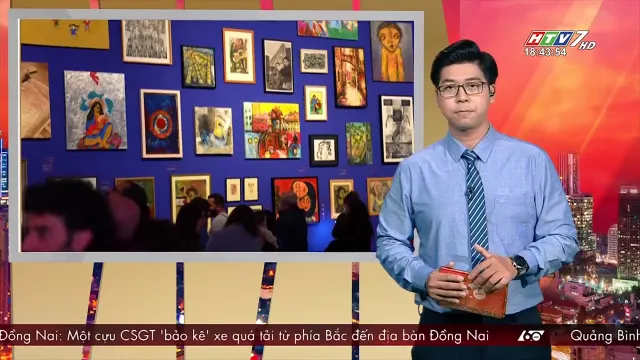 HTV7 HD
18:43:54
Đồng Nai: Một cựu CSGT 'bảo kê' xe quá tải từ phía Bắc đến địa bàn Đồng Nai 60 Quảng Bình